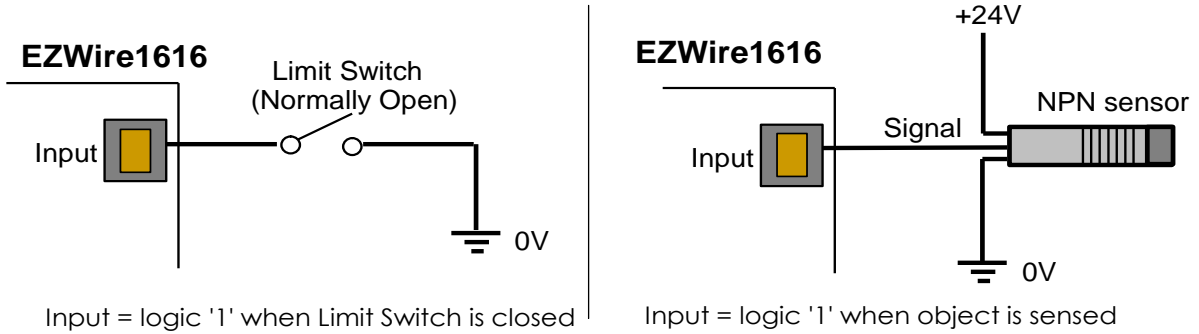 EZWire1616
Limit Switch
(Normally Open)
Input
0V
Input = logic '1' when Limit Switch is closed
+24V
EZWire1616
NPN sensor
Signal
Input
0V
Input = logic '1' when object is sensed